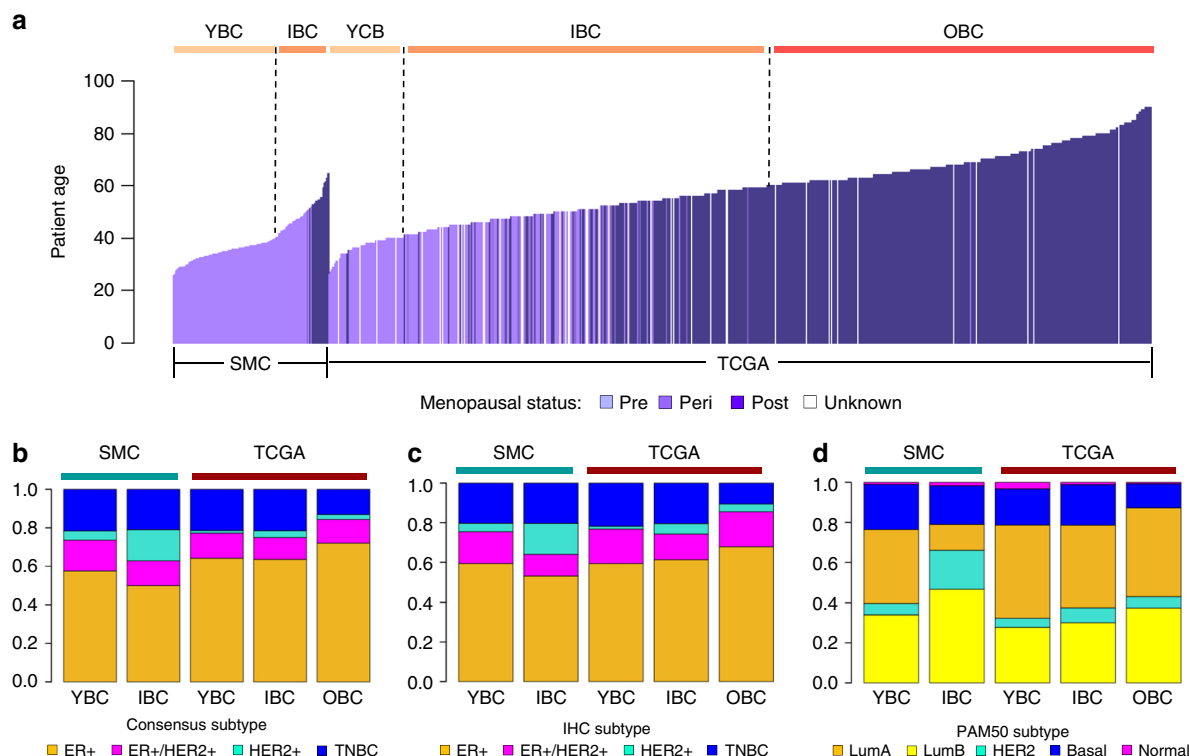 a
YBC IBC YCB IBC OBC
100
80
60
40
20
0
Patient age
SMC TCGA
Menopausal status: Pre Peri Post Unknown
b
SMC TCGA
1.0
0.8
0.6
0.4
0.2
0.0
YBC IBC YBC IBC OBC
Consensus subtype
ER+ ER+/HER2+ HER2+ TNBC
c
SMC TCGA
1.0
0.8
0.6
0.4
0.2
0.0
YBC IBC YBC IBC OBC
IHC subtype
ER+ ER+/HER2+ HER2+ TNBC
d
SMC TCGA
1.0
0.8
0.6
0.4
0.2
0.0
YBC IBC YBC IBC OBC
PAM50 subtype
LumA LumB HER2 Basal Normal